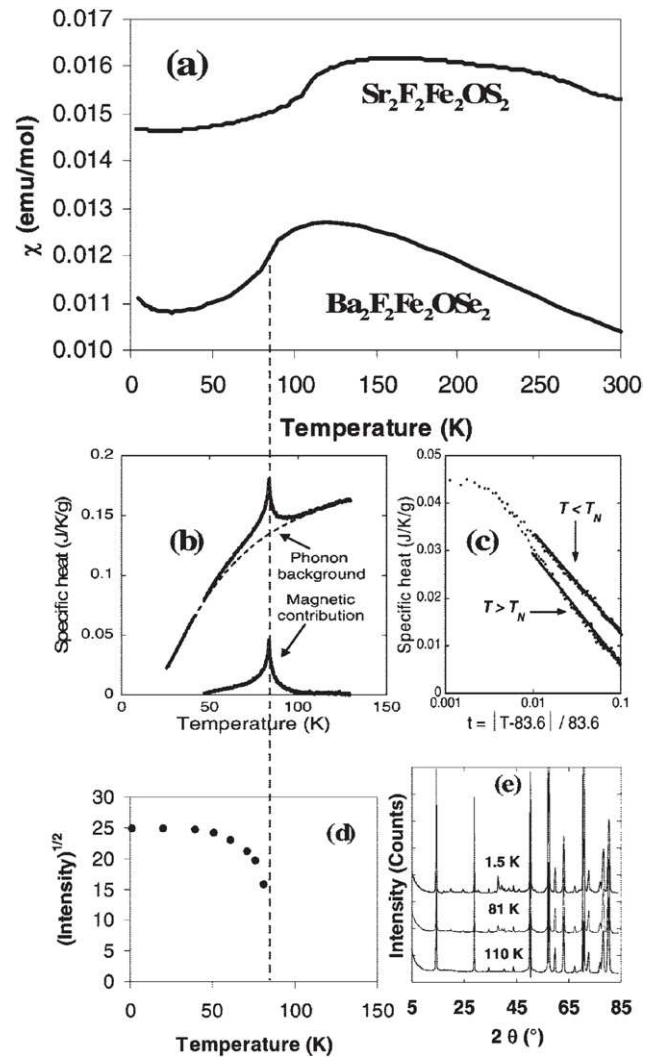 0.017
0.016
0.015
0.014
0.013
0.012
0.011
0.010
χ (emu/mol)
(a)
Sr₂F₂Fe₂OS₂
Ba₂F₂Fe₂OSe₂
0 50 100 150 200 250 300
Temperature (K)
0.2
0.15
0.1
0.05
0
Specific heat (J/K/g)
(b)
Phonon
background
Magnetic
contribution
0 50 100 150
Temperature (K)
0.05
0.04
0.03
0.02
0.01
0.0
Specific heat (J/K/g)
(c)
T < T_N
T > T_N
0.001 0.01 0.1
t = |T-83.6| / 83.6
30
25
20
15
10
5
0
(Intensity)^1/2
(d)
0 50 100 150
Temperature (K)
(e)
Intensity (Counts)
1.5 K
81 K
110 K
5 25 45 65 85
2 θ (°)